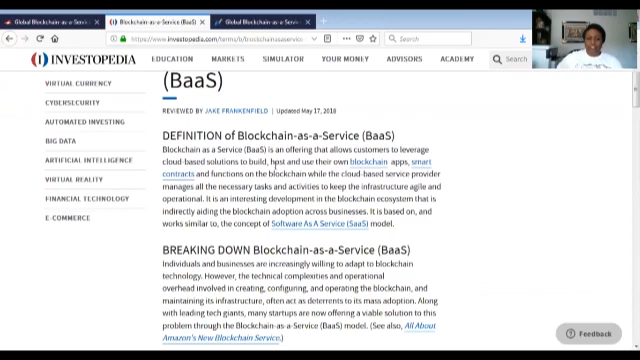 Global Blockchain-as-a-Servic
Blockchain-as-a-Service (BaaS)
Global Blockchain-as-a-Servic
https://www.investopedia.com/terms/b/blockchainasaservice
Search
INVESTOPEDIA
EDUCATION
MARKETS
SIMULATOR
YOUR MONEY
ADVISORS
ACADEMY
Search
VIRTUAL CURRENCY
CYBERSECURITY
AUTOMATED INVESTING
BIG DATA
ARTIFICIAL INTELLIGENCE
VIRTUAL REALITY
FINANCIAL TECHNOLOGY
E-COMMERCE
(BaaS)
REVIEWED BY JAKE FRANKENFIELD | Updated May 17, 2018
DEFINITION of Blockchain-as-a-Service (BaaS)
Blockchain as a Service (BaaS) is an offering that allows customers to leverage
cloud-based solutions to build, host and use their own blockchain apps, smart
contracts and functions on the blockchain while the cloud-based service provider
manages all the necessary tasks and activities to keep the infrastructure agile and
operational. It is an interesting development in the blockchain ecosystem that is
indirectly aiding the blockchain adoption across businesses. It is based on, and
works similar to, the concept of Software As A Service (SaaS) model.
BREAKING DOWN Blockchain-as-a-Service (BaaS)
Individuals and businesses are increasingly willing to adapt to blockchain
technology. However, the technical complexities and operational
overhead involved in creating, configuring, and operating the blockchain, and
maintaining its infrastructure, often act as deterrents to its mass adoption. Along
with leading tech giants, many startups are now offering a viable solution to this
problem through the Blockchain-as-a-Service (BaaS) model. (See also, All About
Amazon's New Blockchain Service.)
Feedback